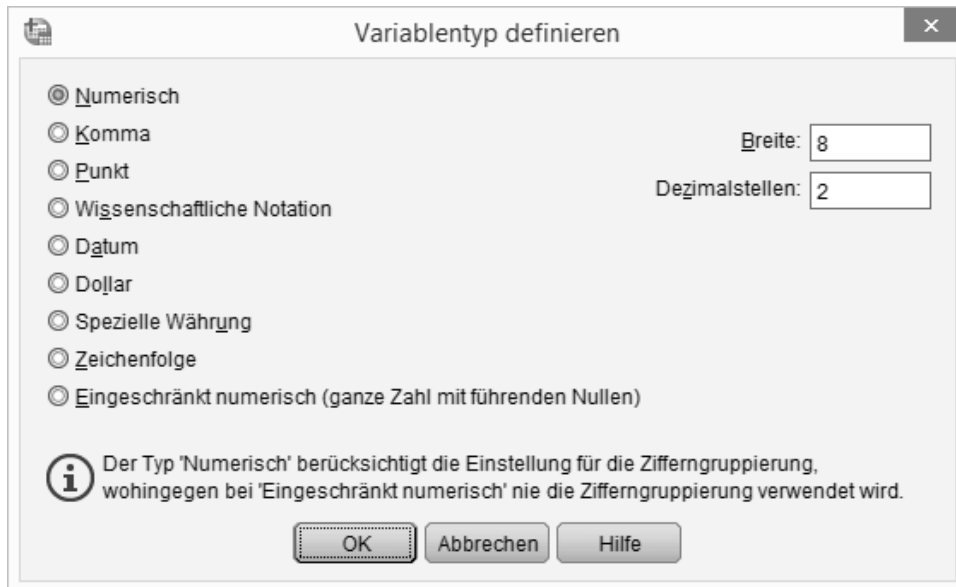 Variablentyp definieren
Numerisch
Komma
Punkt
Wissenschaftliche Notation
Datum
Dollar
Spezielle Währung
Zeichenfolge
Eingeschränkt numerisch (ganze Zahl mit führenden Nullen)
Breite: 8
Dezimalstellen: 2
Der Typ 'Numerisch' berücksichtigt die Einstellung für die Zifferngruppierung,
wohingegen bei 'Eingeschränkt numerisch' nie die Zifferngruppierung verwendet wird.
OK Abbrechen Hilfe